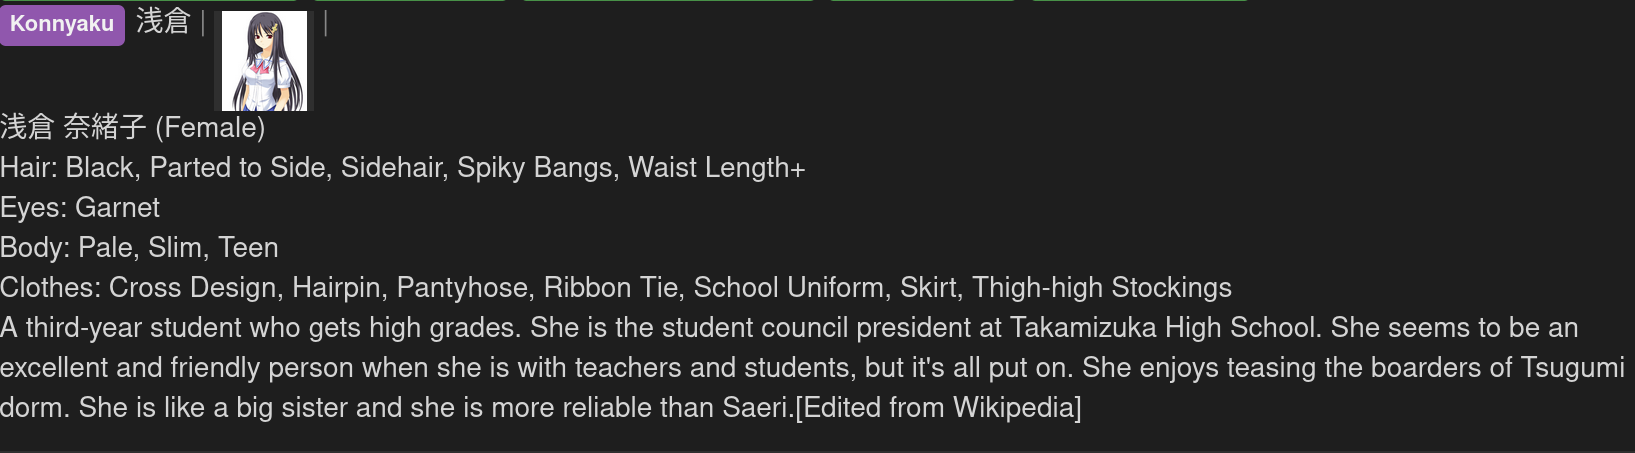 Konnyaku 浅倉 | |
浅倉 奈緒子 (Female)
Hair: Black, Parted to Side, Sidehair, Spiky Bangs, Waist Length+
Eyes: Garnet
Body: Pale, Slim, Teen
Clothes: Cross Design, Hairpin, Pantyhose, Ribbon Tie, School Uniform, Skirt, Thigh-high Stockings
A third-year student who gets high grades. She is the student council president at Takamizuka High School. She seems to be an
excellent and friendly person when she is with teachers and students, but it's all put on. She enjoys teasing the boarders of Tsugumi
dorm. She is like a big sister and she is more reliable than Saeri.[Edited from Wikipedia]